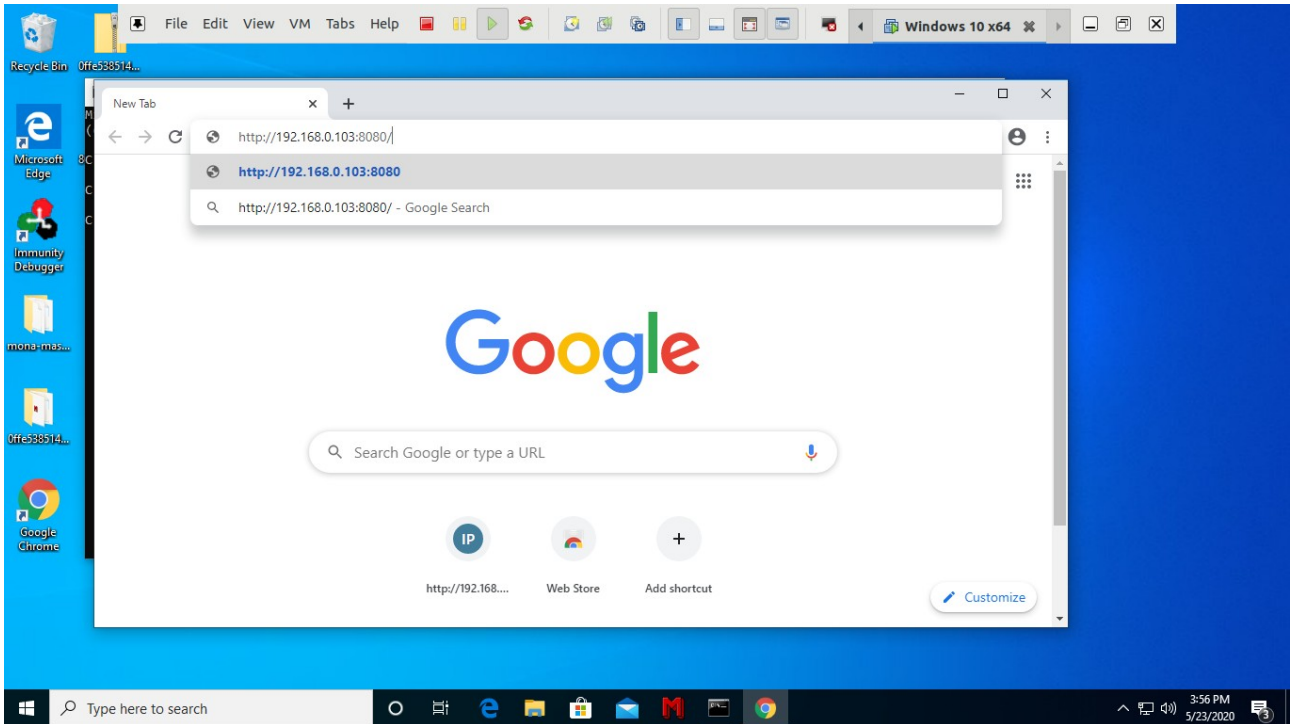 File Edit View VM Tabs Help
Windows 10 x64
Recycle Bin
0ffe538514...
New Tab
http://192.168.0.103:8080/
http://192.168.0.103:8080
http://192.168.0.103:8080/ - Google Search
Microsoft
Edge
Immunity
Debugger
mona-mas...
0ffe538514...
Google
Chrome
Google
Search Google or type a URL
IP
http://192.168....
Web Store
Add shortcut
Customize
Type here to search
3:56 PM
5/23/2020
3